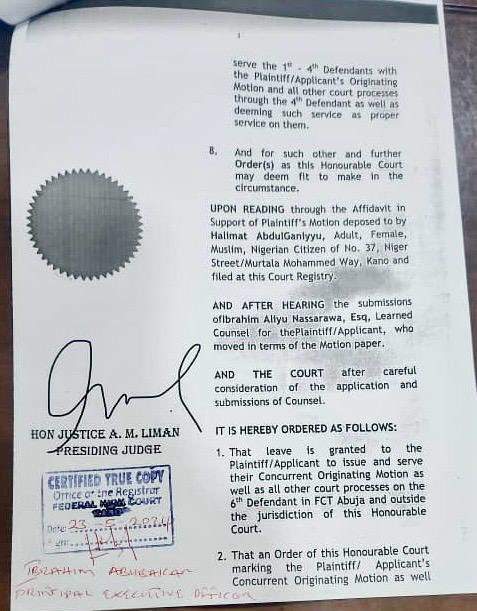 serve the 1st - 4th Defendants with
the Plaintiff/Applicant's Originating
Motion and all other court processes
through the 4th Defendant as well as
deeming such service as proper
service on them.
8. And for such other and further
Order(s) as this Honourable Court
may deem fit to make in the
circumstance.
UPON READING through the Affidavit in
Support of Plaintiff's Motion deposed to by
Halimat AbdulGaniyyu, Adult, Female,
Muslim, Nigerian Citizen of No. 37, Niger
Street/Murtala Mohammed Way, Kano and
filed at this Court Registry.
AND AFTER HEARING the submissions
ofIbrahim Aliyu Nassarawa, Esq, Learned
Counsel for thePlaintiff/Applicant, who
moved in terms of the Motion paper.
AND THE COURT after careful
consideration of the application and
submissions of Counsel.
IT IS HEREBY ORDERED AS FOLLOWS:
1. That leave is granted to the
Plaintiff/Applicant to issue and serve
their Concurrent Originating Motion as
well as all other court processes on the
6th Defendant in FCT Abuja and outside
the jurisdiction of this Honourable
Court.
2. That an Order of this Honourable Court
marking the Plaintiff/ Applicant's
Concurrent Originating Motion as well
HON JUSTICE A. M. LIMAN
PRESIDING JUDGE
CERTIFIED TRUE COPY
Office of the Registrar
FEDERAL HIGH COURT
Date: 23-5-2024
IBRAHIM ABUBAKAR
PRINCIPAL EXECUTIVE OFFICER